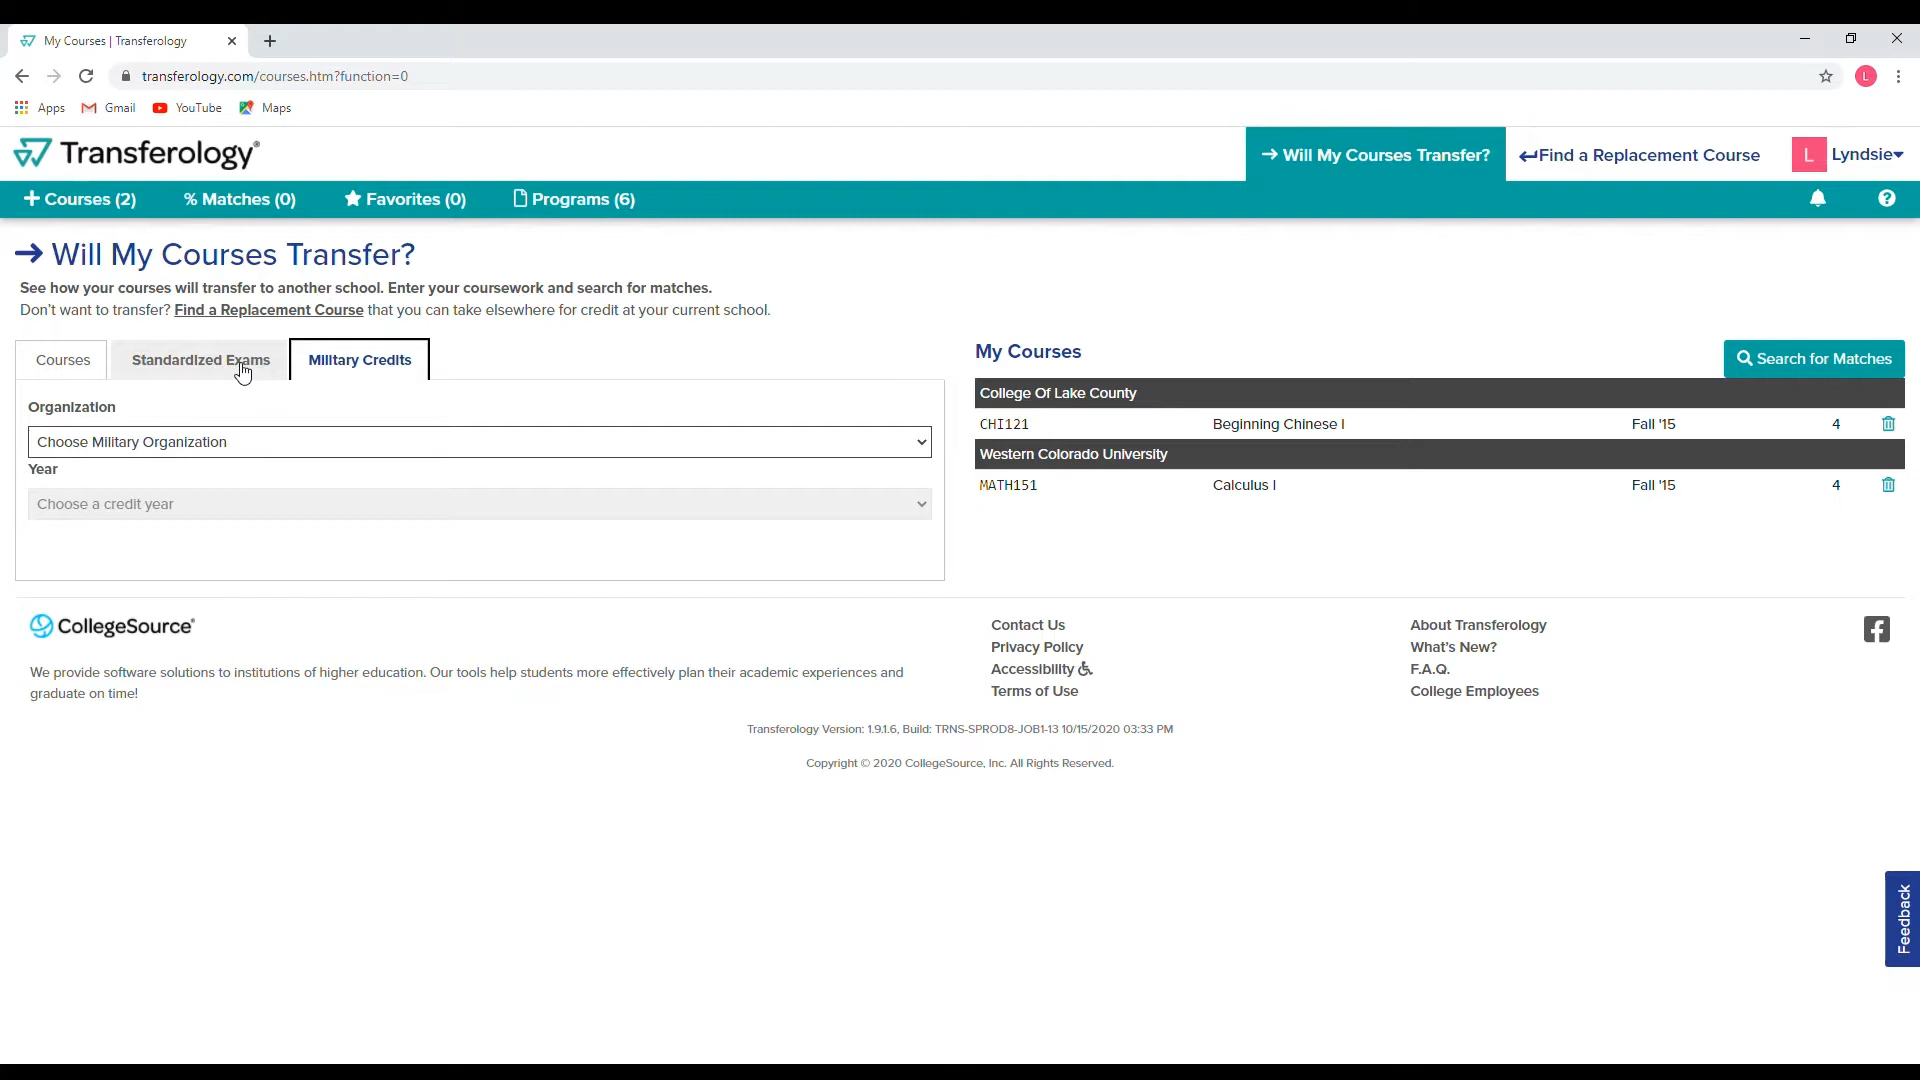 My Courses | Transferology
transferology.com/courses.htm?function=0
L
Apps Gmail YouTube Maps
Transferology®
Will My Courses Transfer?
Find a Replacement Course
L
Lyndsie
Courses (2)
% Matches (0)
Favorites (0)
Programs (6)
?
Will My Courses Transfer?
See how your courses will transfer to another school. Enter your coursework and search for matches.
Don't want to transfer? Find a Replacement Course that you can take elsewhere for credit at your current school.
Courses
Standardized Exams
Military Credits
Organization
Choose Military Organization
Year
Choose a credit year
My Courses
Search for Matches
College Of Lake County
CHI121 Beginning Chinese I Fall '15 4
Western Colorado University
MATH151 Calculus I Fall '15 4
CollegeSource®
We provide software solutions to institutions of higher education. Our tools help students more effectively plan their academic experiences and
graduate on time!
Contact Us
Privacy Policy
Accessibility
Terms of Use
About Transferology
What's New?
F.A.Q.
College Employees
Transferology Version: 1.9.1.6, Build: TRNS-SPROD8-JOB1-13 10/15/2020 03:33 PM
Copyright © 2020 CollegeSource, Inc. All Rights Reserved.
Feedback